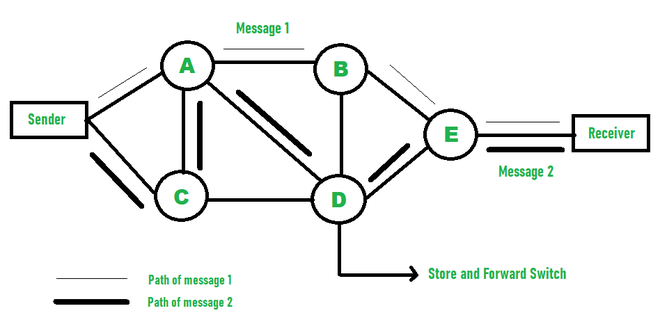 Message 1
A
B
Sender
E
Receiver
Message 2
C
D
Store and Forward Switch
Path of message 1
Path of message 2